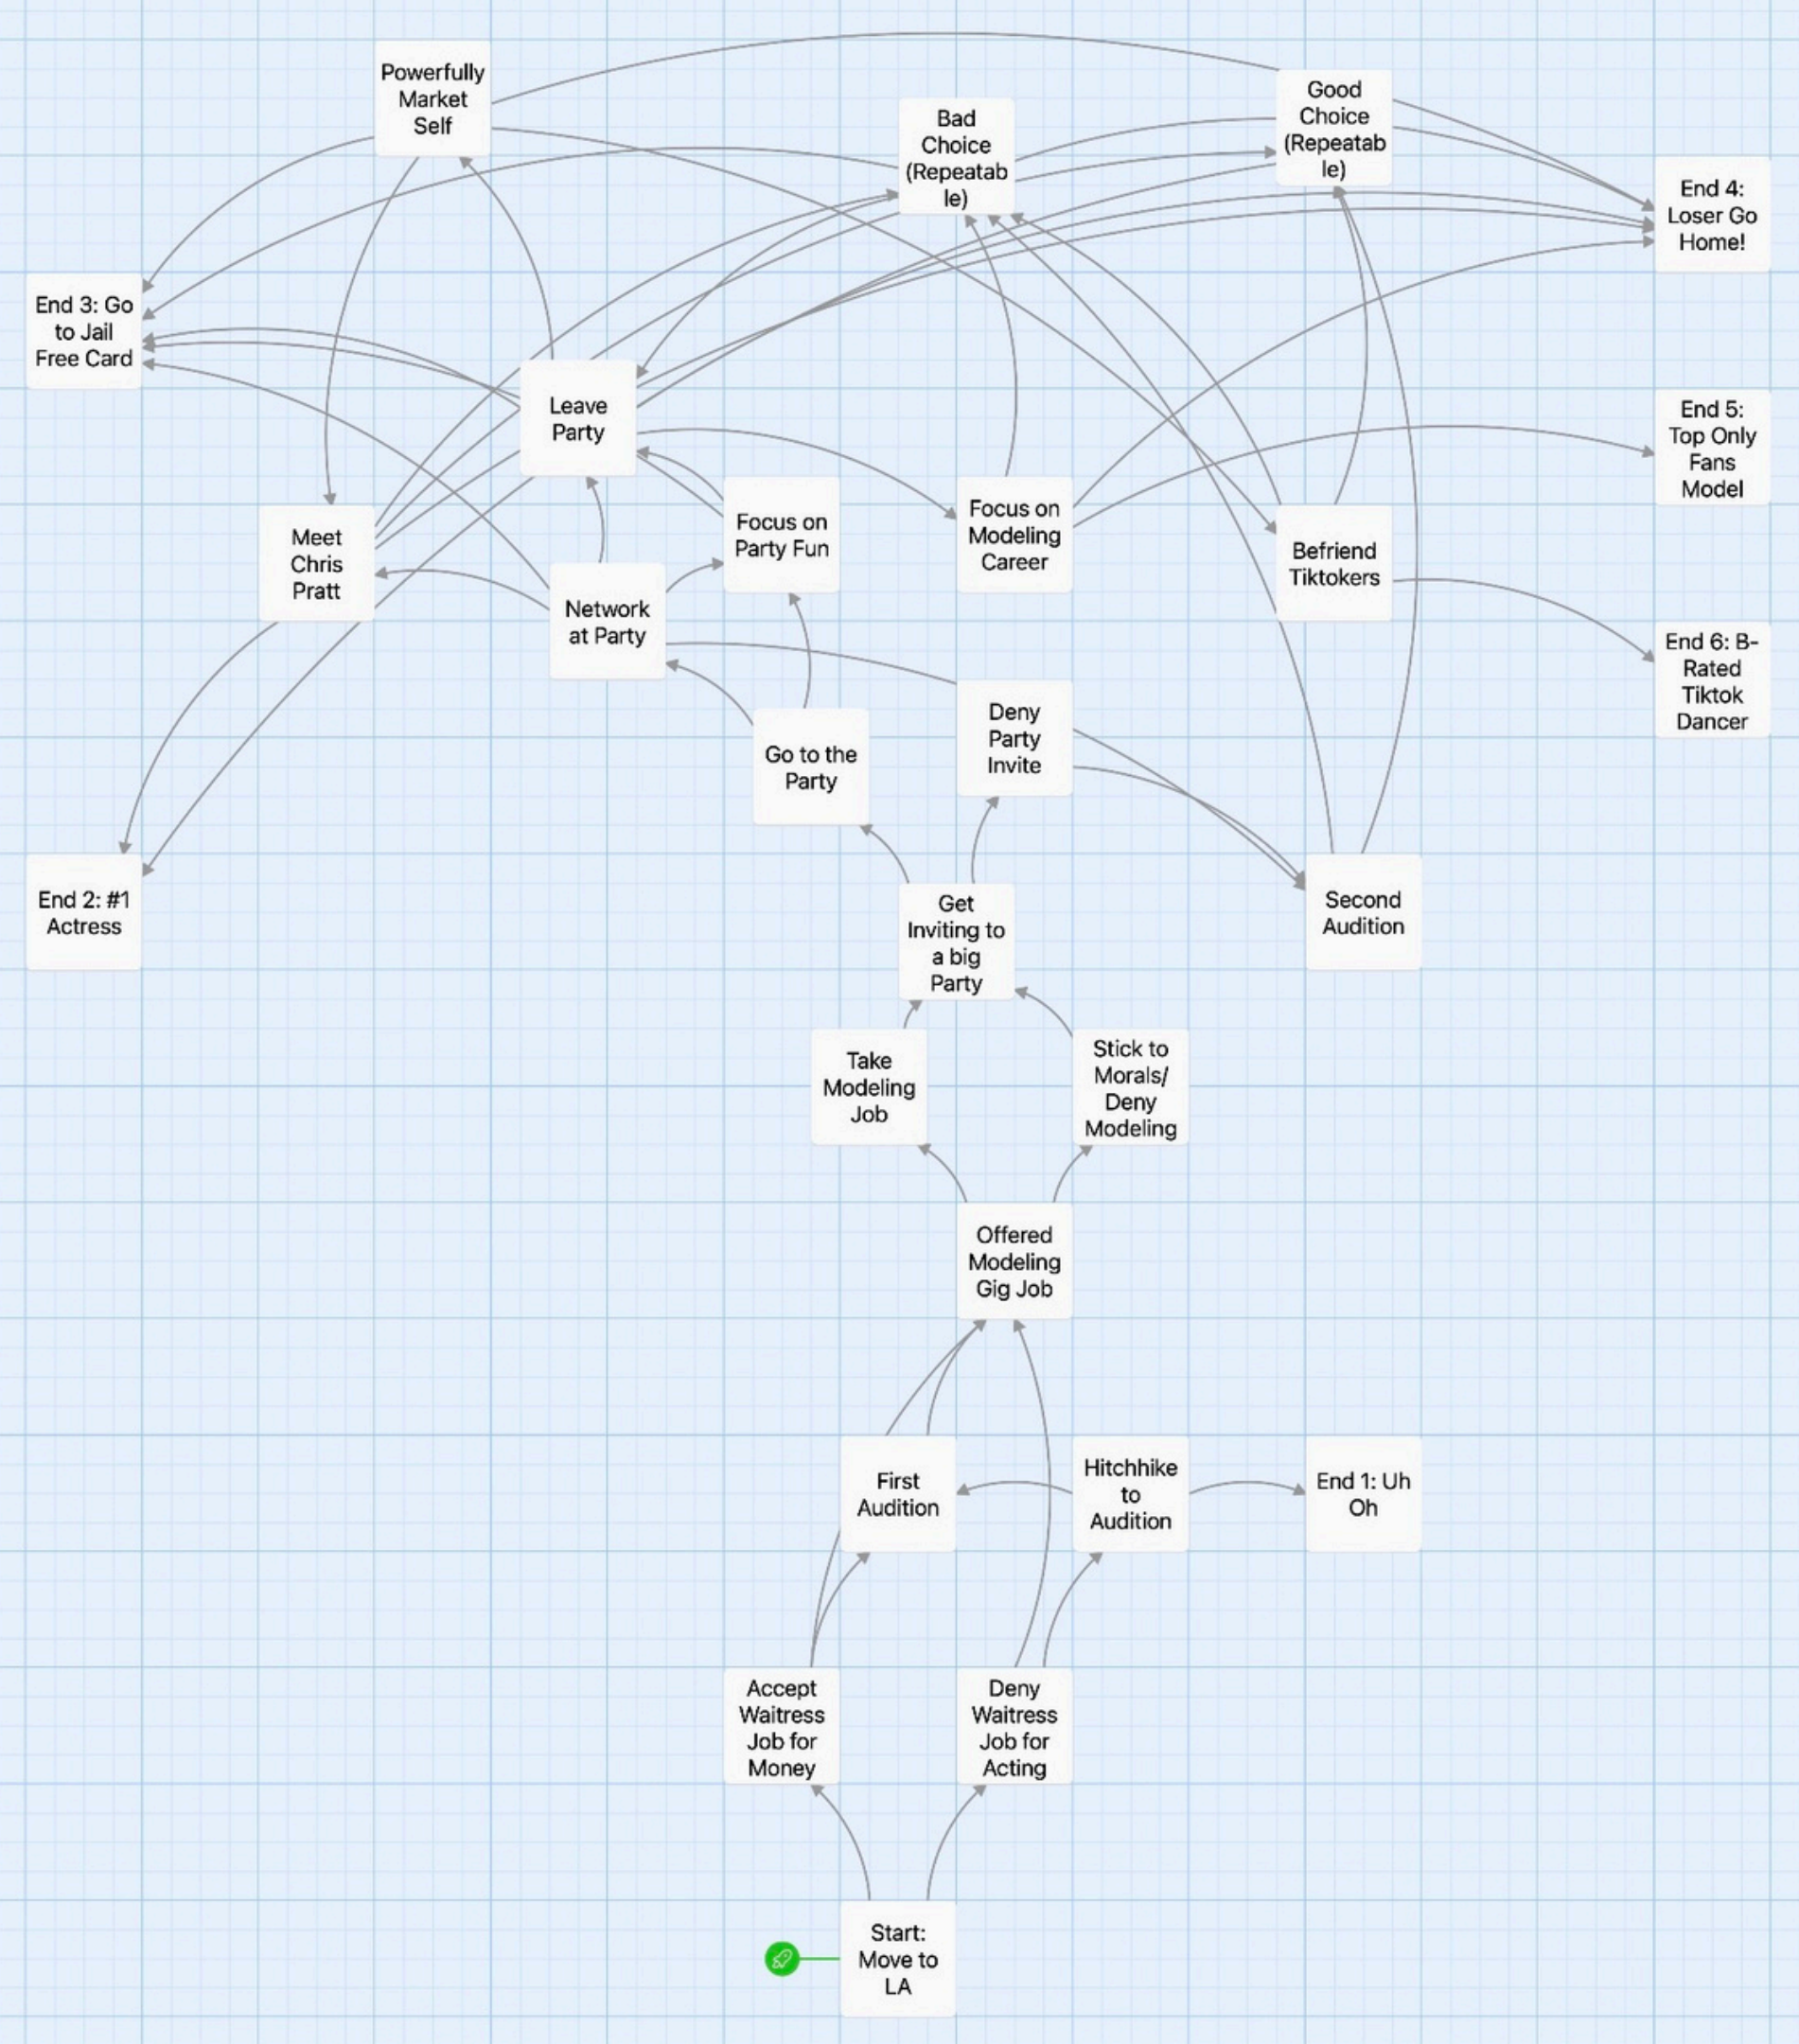 Powerfully
Market
Self
Bad
Choice
(Repeatab
le)
Good
Choice
(Repeatab
le)
End 4:
Loser Go
Home!
End 3: Go
to Jail
Free Card
Leave
Party
End 5:
Top Only
Fans
Model
Focus on
Party Fun
Focus on
Modeling
Career
Meet
Chris
Pratt
Befriend
Tiktokers
Network
at Party
End 6: B-
Rated
Tiktok
Dancer
Deny
Party
Invite
Go to the
Party
End 2: #1
Actress
Get
Inviting to
a big
Party
Second
Audition
Take
Modeling
Job
Stick to
Morals/
Deny
Modeling
Offered
Modeling
Gig Job
First
Audition
Hitchhike
to
Audition
End 1: Uh
Oh
Accept
Waitress
Job for
Money
Deny
Waitress
Job for
Acting
Start:
Move to
LA